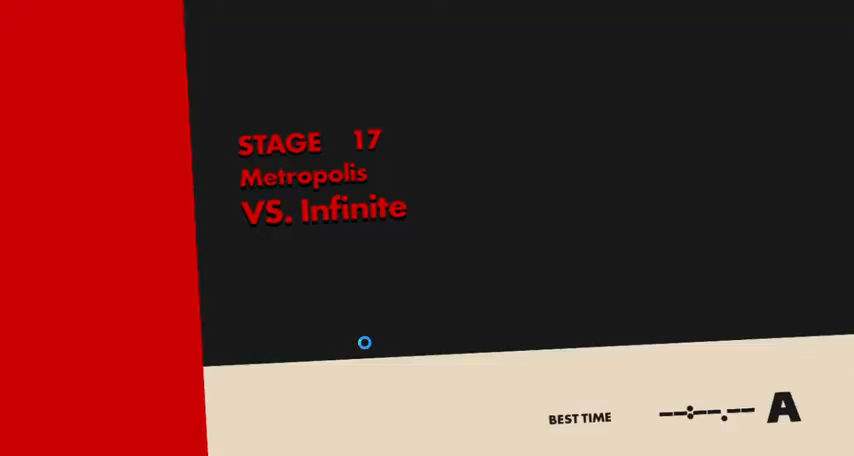 STAGE 17
Metropolis
VS. Infinite
BEST TIME --:--.-- A